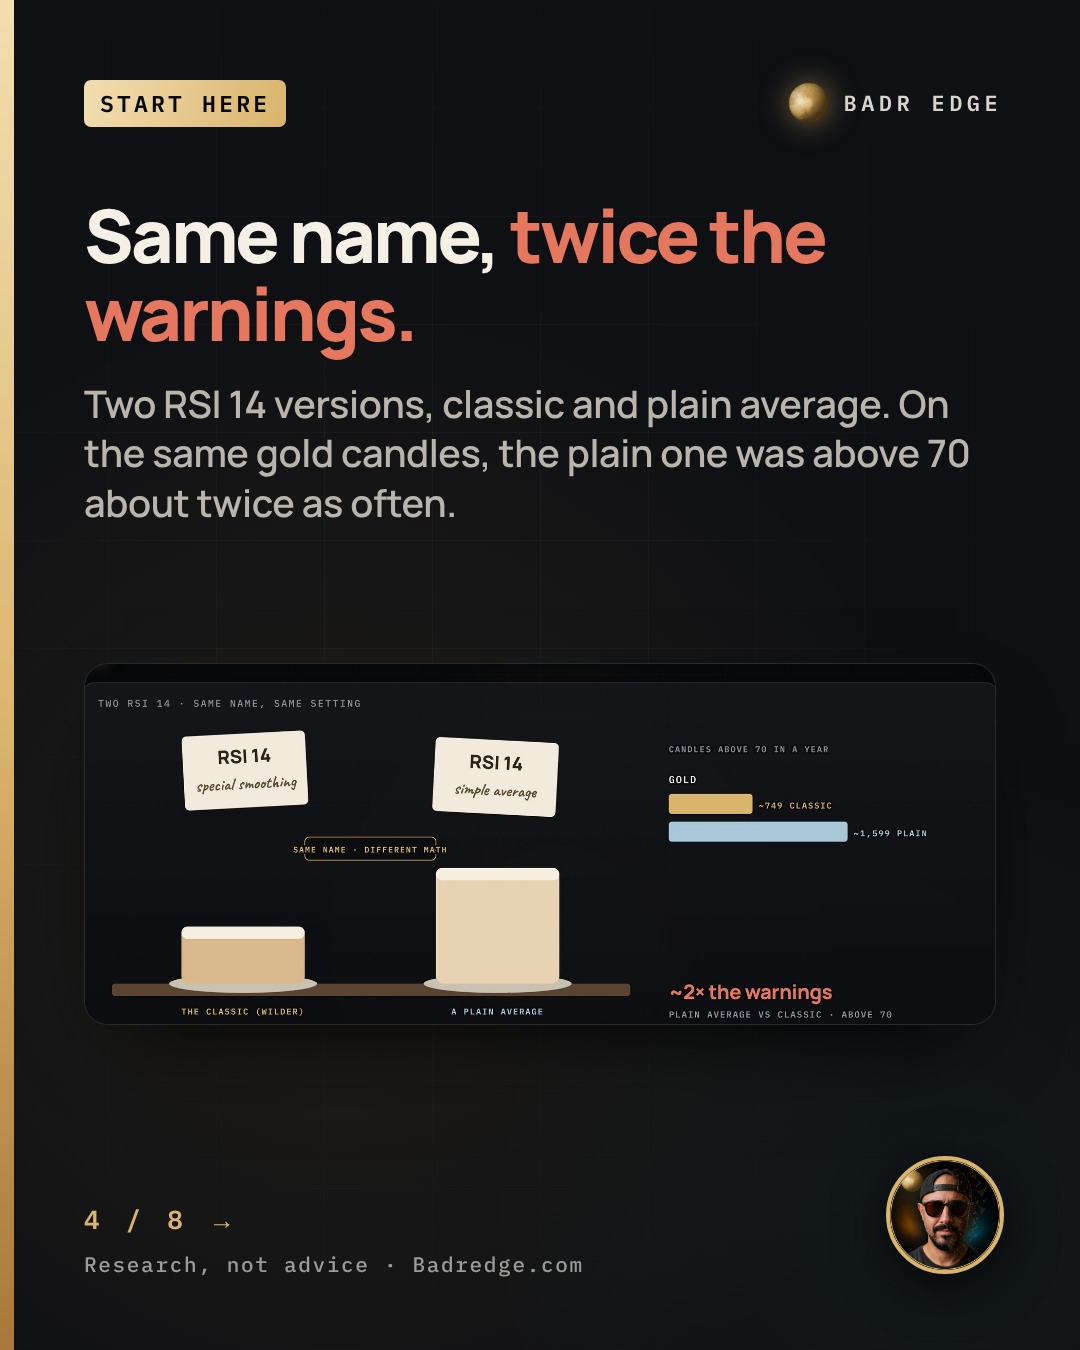 START HERE
BADR EDGE
Same name, twice the
warnings.
Two RSI 14 versions, classic and plain average. On
the same gold candles, the plain one was above 70
about twice as often.
TWO RSI 14 · SAME NAME, SAME SETTING
RSI 14
special smoothing
RSI 14
simple average
SAME NAME · DIFFERENT MATH
THE CLASSIC (WILDER)
A PLAIN AVERAGE
CANDLES ABOVE 70 IN A YEAR
GOLD
~749 CLASSIC
~1,599 PLAIN
~2× the warnings
PLAIN AVERAGE VS CLASSIC · ABOVE 70
4 / 8 →
Research, not advice · Badredge.com